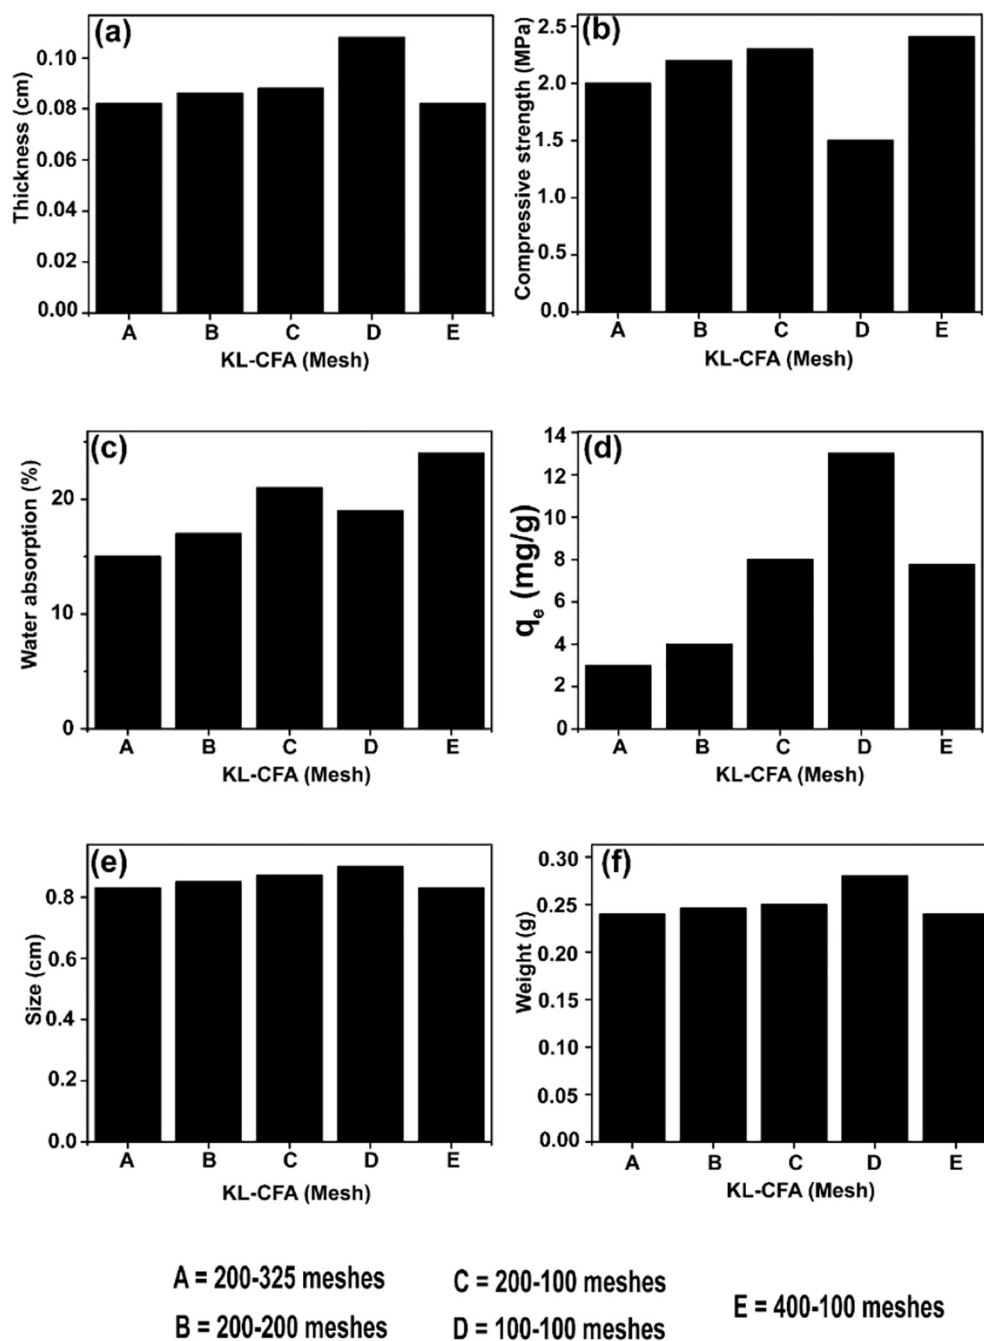 (a)
Thickness (cm)
0.10
0.08
0.06
0.04
0.02
0.00
A B C D E
KL-CFA (Mesh)
(b)
Compressive strength (MPa)
2.5
2.0
1.5
1.0
0.5
0.0
A B C D E
KL-CFA (Mesh)
(c)
Water absorption (%)
20
10
0
A B C D E
KL-CFA (Mesh)
(d)
qe (mg/g)
14
12
10
8
6
4
2
0
A B C D E
KL-CFA (Mesh)
(e)
Size (cm)
0.8
0.6
0.4
0.2
0.0
A B C D E
KL-CFA (Mesh)
(f)
Weight (g)
0.30
0.25
0.20
0.15
0.10
0.05
0.00
A B C D E
KL-CFA (Mesh)
A = 200-325 meshes
B = 200-200 meshes
C = 200-100 meshes
D = 100-100 meshes
E = 400-100 meshes